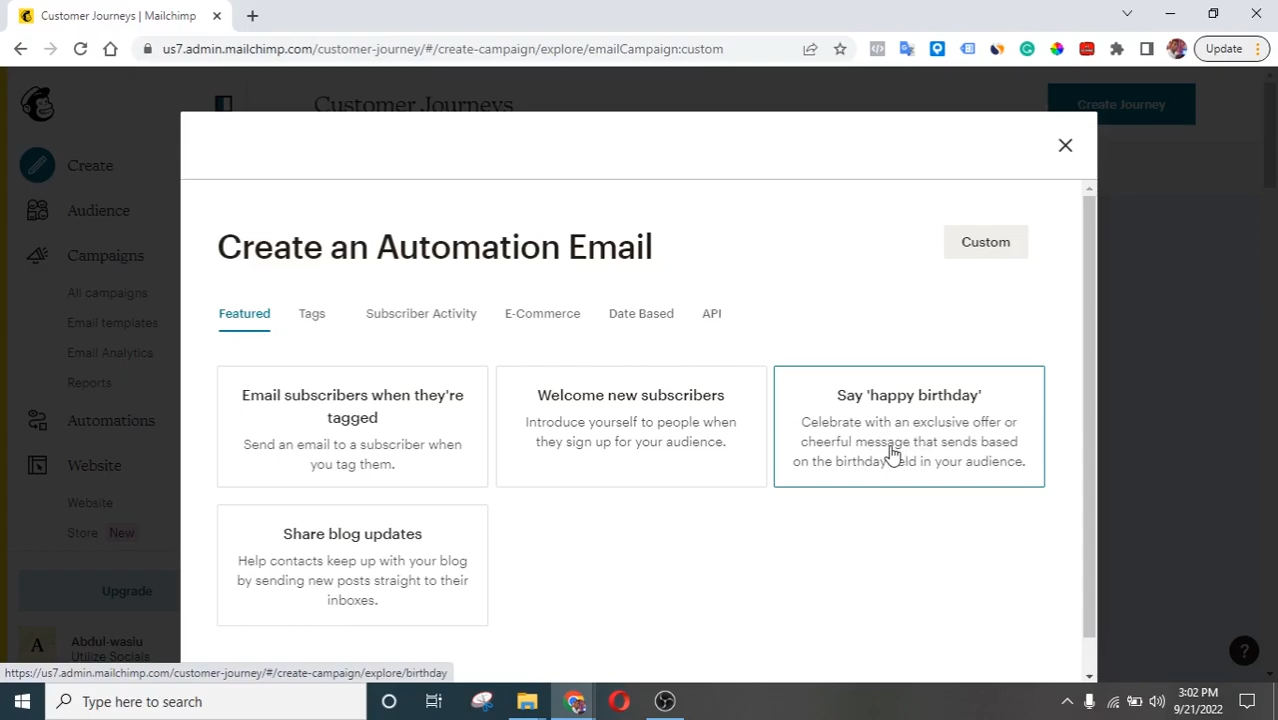 Customer Journeys | Mailchimp
us7.admin.mailchimp.com/customer-journey/#/create-campaign/explore/emailCampaign:custom
Update
Customer Journeys
Create Journey
Create
Audience
Campaigns
All campaigns
Email templates
Email Analytics
Reports
Automations
Website
Website
Store New
Upgrade
A
Abdul-wasiu
Utilize Socials
Create an Automation Email
Custom
Featured
Tags
Subscriber Activity
E-Commerce
Date Based
API
Email subscribers when they're
tagged
Send an email to a subscriber when
you tag them.
Welcome new subscribers
Introduce yourself to people when
they sign up for your audience.
Say 'happy birthday'
Celebrate with an exclusive offer or
cheerful message that sends based
on the birthday field in your audience.
Share blog updates
Help contacts keep up with your blog
by sending new posts straight to their
inboxes.
?
https://us7.admin.mailchimp.com/customer-journey/#/create-campaign/explore/birthday
Type here to search
3:02 PM
9/21/2022